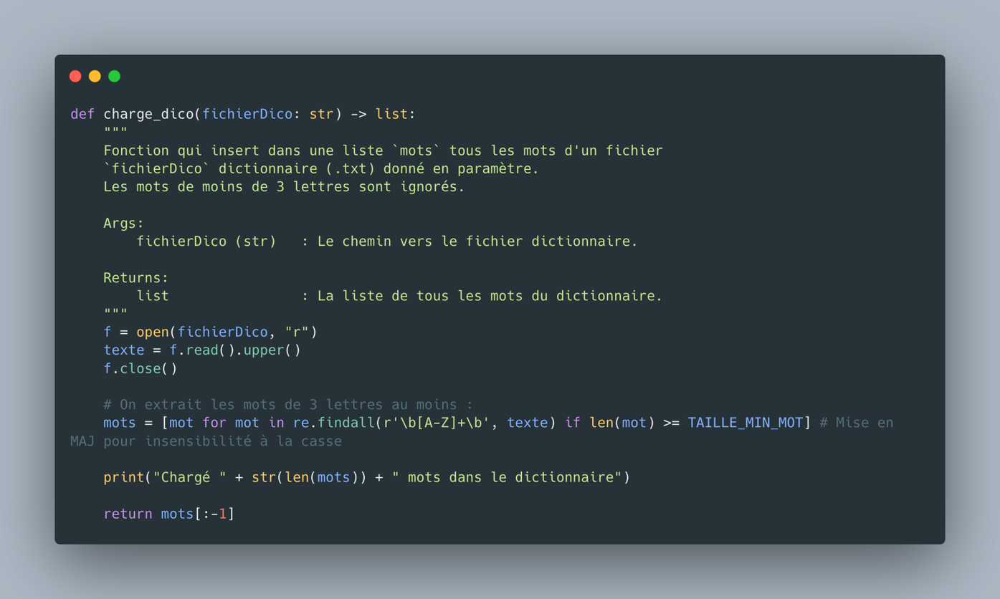 def charge_dico(fichierDico: str) -> list:
    """
    Fonction qui insert dans une liste `mots` tous les mots d'un fichier
    `fichierDico` dictionnaire (.txt) donné en paramètre.
    Les mots de moins de 3 lettres sont ignorés.

    Args:
        fichierDico (str)   : Le chemin vers le fichier dictionnaire.

    Returns:
        list                : La liste de tous les mots du dictionnaire.
    """
    f = open(fichierDico, "r")
    texte = f.read().upper()
    f.close()

    # On extrait les mots de 3 lettres au moins :
    mots = [mot for mot in re.findall(r'\b[A-Z]+\b', texte) if len(mot) >= TAILLE_MIN_MOT] # Mise en
MAJ pour insensibilité à la casse

    print("Chargé " + str(len(mots)) + " mots dans le dictionnaire")

    return mots[:-1]